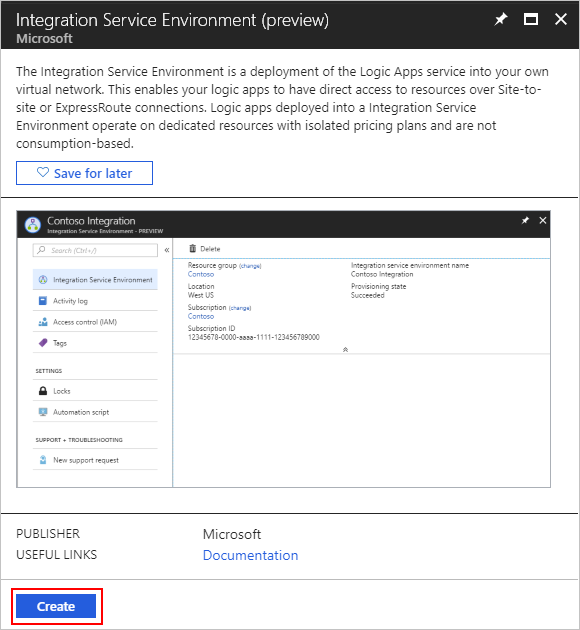 Integration Service Environment (preview)
Microsoft
The Integration Service Environment is a deployment of the Logic Apps service into your own
virtual network. This enables your logic apps to have direct access to resources over Site-to-
site or ExpressRoute connections. Logic apps deployed into a Integration Service
Environment operate on dedicated resources with isolated pricing plans and are not
consumption-based.
Save for later
Contoso Integration
Integration Service Environment - PREVIEW
Search (Ctrl+/)
Integration Service Environment
Activity log
Access control (IAM)
Tags
SETTINGS
Locks
Automation script
SUPPORT + TROUBLESHOOTING
New support request
Delete
Resource group (change)
Contoso
Location
West US
Subscription (change)
Contoso
Subscription ID
12345678-0000-aaaa-1111-123456789000
Integration service environment name
Contoso Integration
Provisioning state
Succeeded
PUBLISHER Microsoft
USEFUL LINKS Documentation
Create